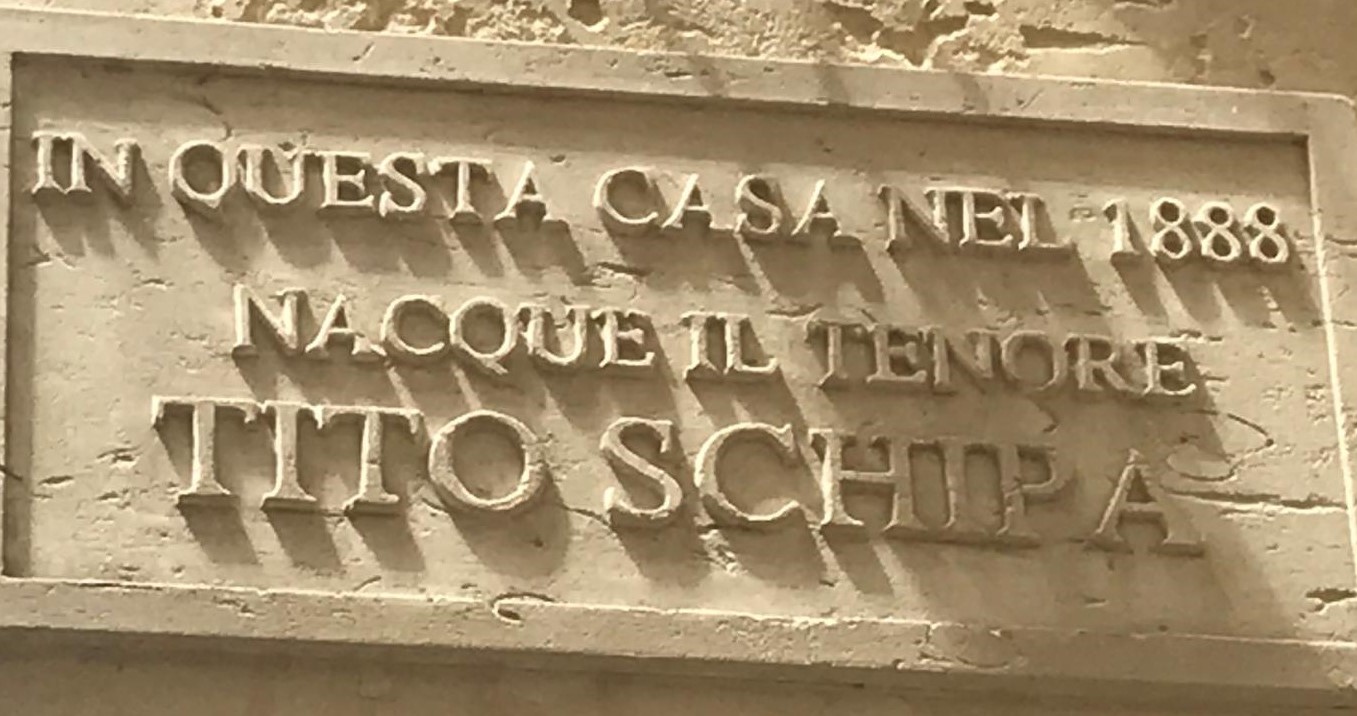 IN QUESTA CASA NEL 1888
NACQUE IL TENORE
TITO SCHIPA